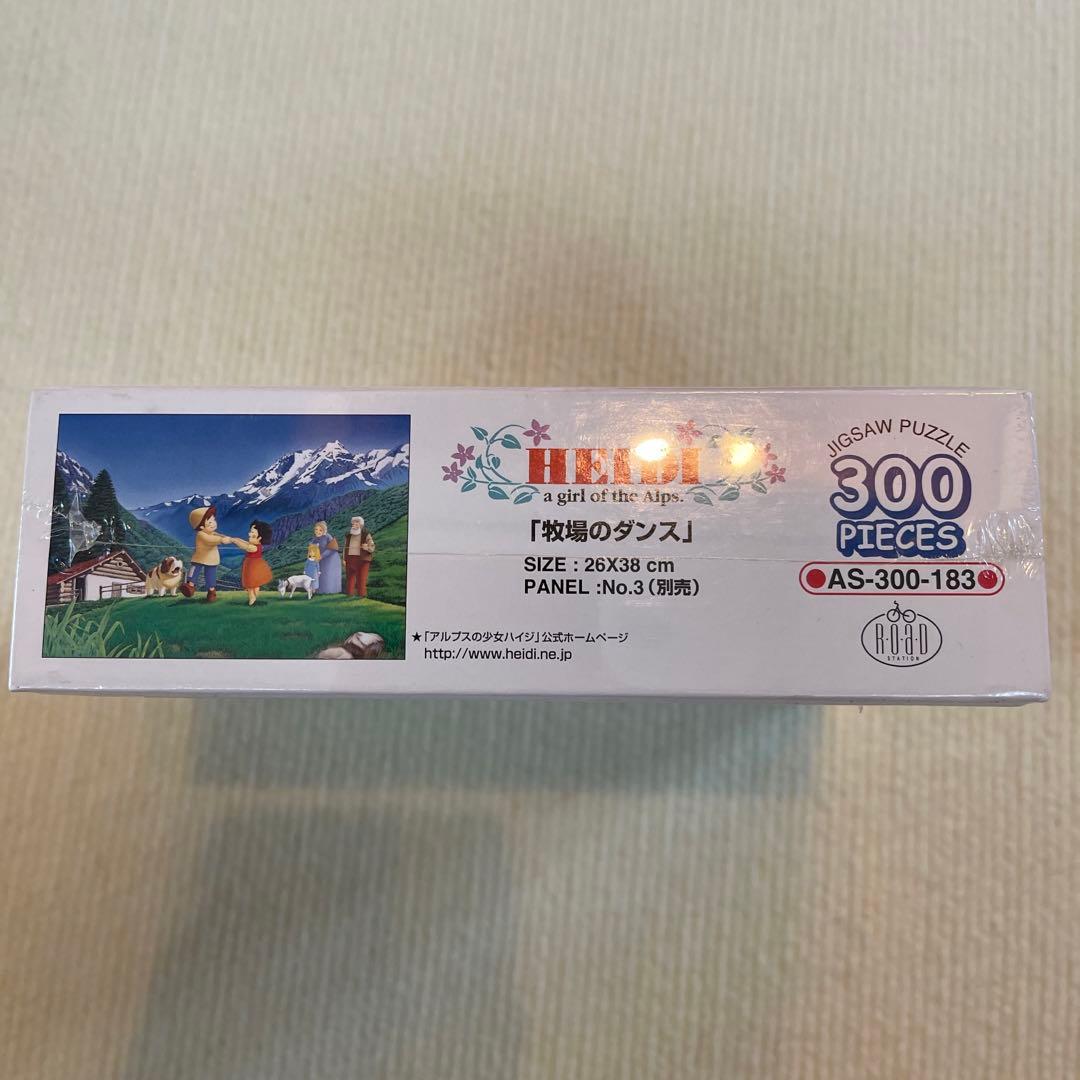 HEIDI
a girl of the Alps.
「牧場のダンス」
SIZE : 26X38 cm
PANEL :No.3(別売)
★「アルプスの少女ハイジ」公式ホームページ
http://www.heidi.ne.jp
JIGSAW PUZZLE
300
PIECES
AS-300-183
ROAD
STATION